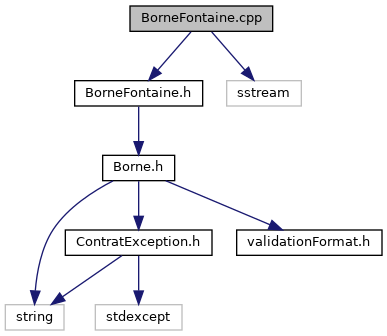 BorneFontaine.cpp
BorneFontaine.h
sstream
Borne.h
ContratException.h
validationFormat.h
string
stdexcept